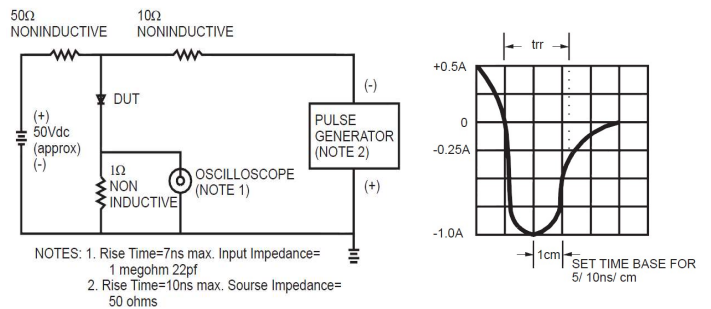 50Ω
NONINDUCTIVE
10Ω
NONINDUCTIVE
DUT
(+)
50Vdc
(approx)
(-)
1Ω
NON
INDUCTIVE
OSCILLOSCOPE
(NOTE 1)
(-)
PULSE
GENERATOR
(NOTE 2)
(+)
NOTES: 1. Rise Time=7ns max. Input Impedance=
1 megohm 22pf
2. Rise Time=10ns max. Sourse Impedance=
50 ohms
trr
+0.5A
0
-0.25A
-1.0A
1cm
SET TIME BASE FOR
5/ 10ns/ cm